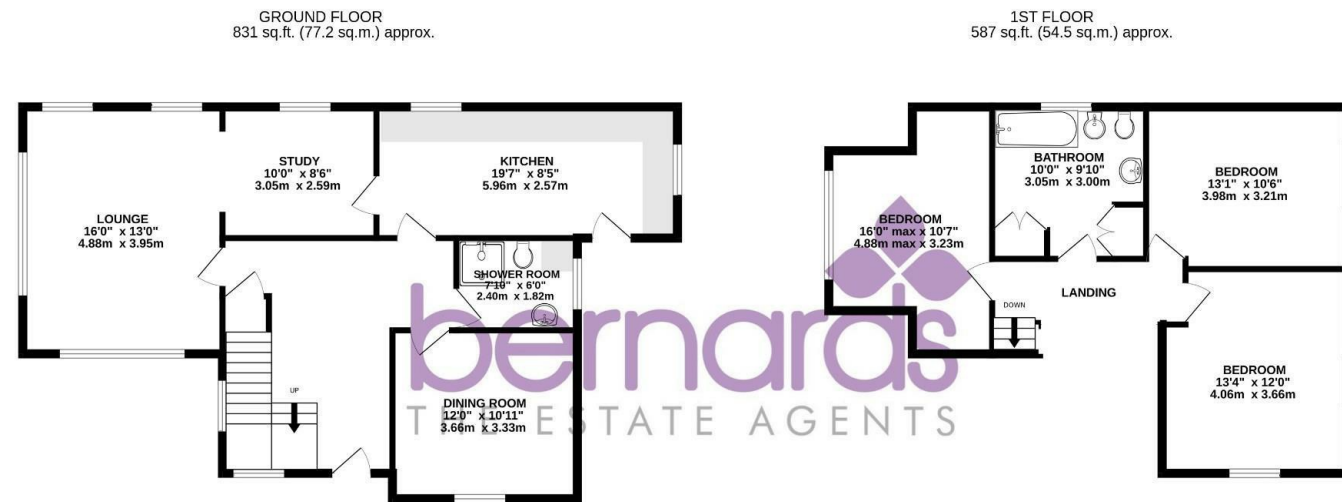 GROUND FLOOR
831 sq.ft. (77.2 sq.m.) approx.
1ST FLOOR
587 sq.ft. (54.5 sq.m.) approx.
STUDY
10'0" x 8'6"
3.05m x 2.59m
KITCHEN
19'7" x 8'5"
5.96m x 2.57m
LOUNGE
16'0" x 13'0"
4.88m x 3.95m
SHOWER ROOM
7'10" x 6'0"
2.40m x 1.82m
UP
DINING ROOM
12'0" x 10'11"
3.66m x 3.33m
BATHROOM
10'0" x 9'10"
3.05m x 3.00m
BEDROOM
13'1" x 10'6"
3.98m x 3.21m
BEDROOM
16'0" max x 10'7"
4.88m max x 3.23m
LANDING
DOWN
BEDROOM
13'4" x 12'0"
4.06m x 3.66m
bernards
THE ESTATE AGENTS